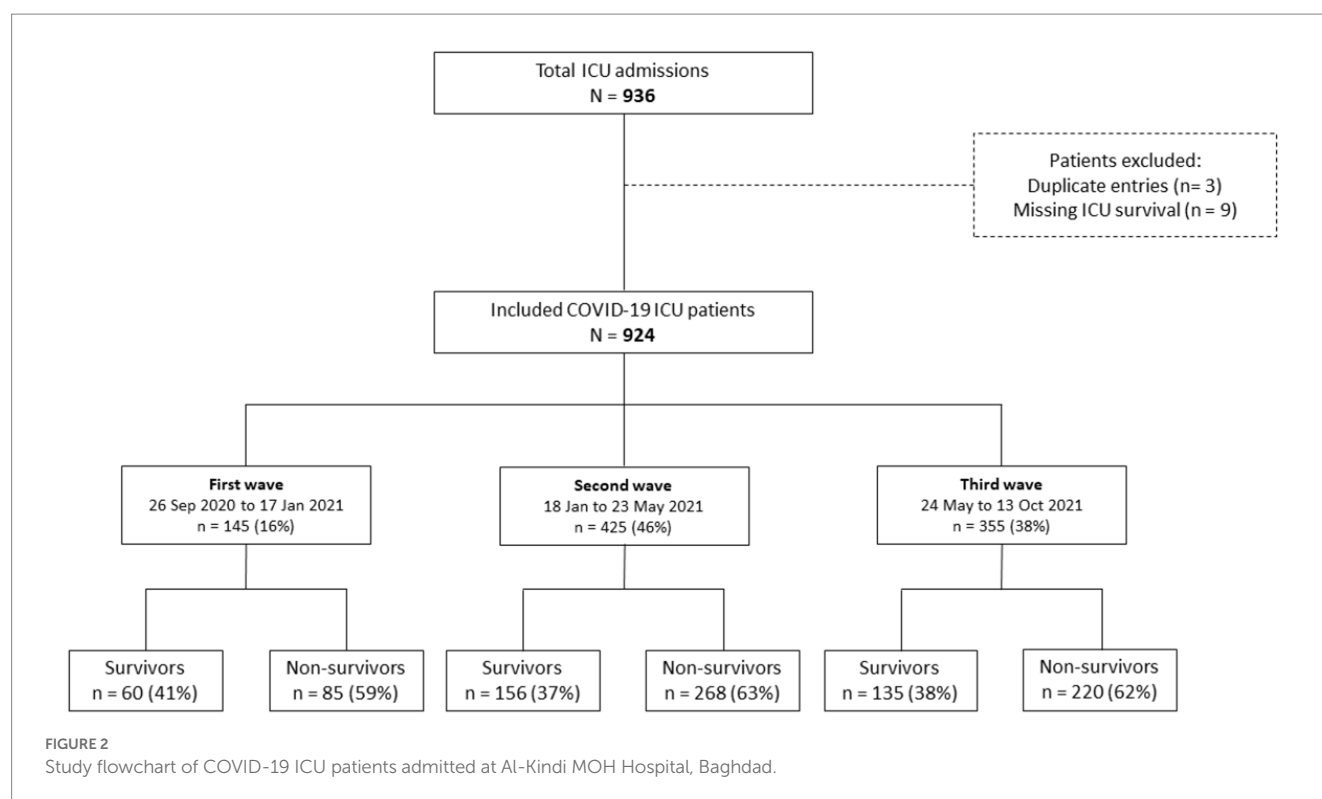 Total ICU admissions
N = 936
Patients excluded:
Duplicate entries (n= 3)
Missing ICU survival (n = 9)
Included COVID-19 ICU patients
N = 924
First wave
26 Sep 2020 to 17 Jan 2021
n = 145 (16%)
Second wave
18 Jan to 23 May 2021
n = 425 (46%)
Third wave
24 May to 13 Oct 2021
n = 355 (38%)
Survivors
n = 60 (41%)
Non-survivors
n = 85 (59%)
Survivors
n = 156 (37%)
Non-survivors
n = 268 (63%)
Survivors
n = 135 (38%)
Non-survivors
n = 220 (62%)
FIGURE 2
Study flowchart of COVID-19 ICU patients admitted at Al-Kindi MOH Hospital, Baghdad.